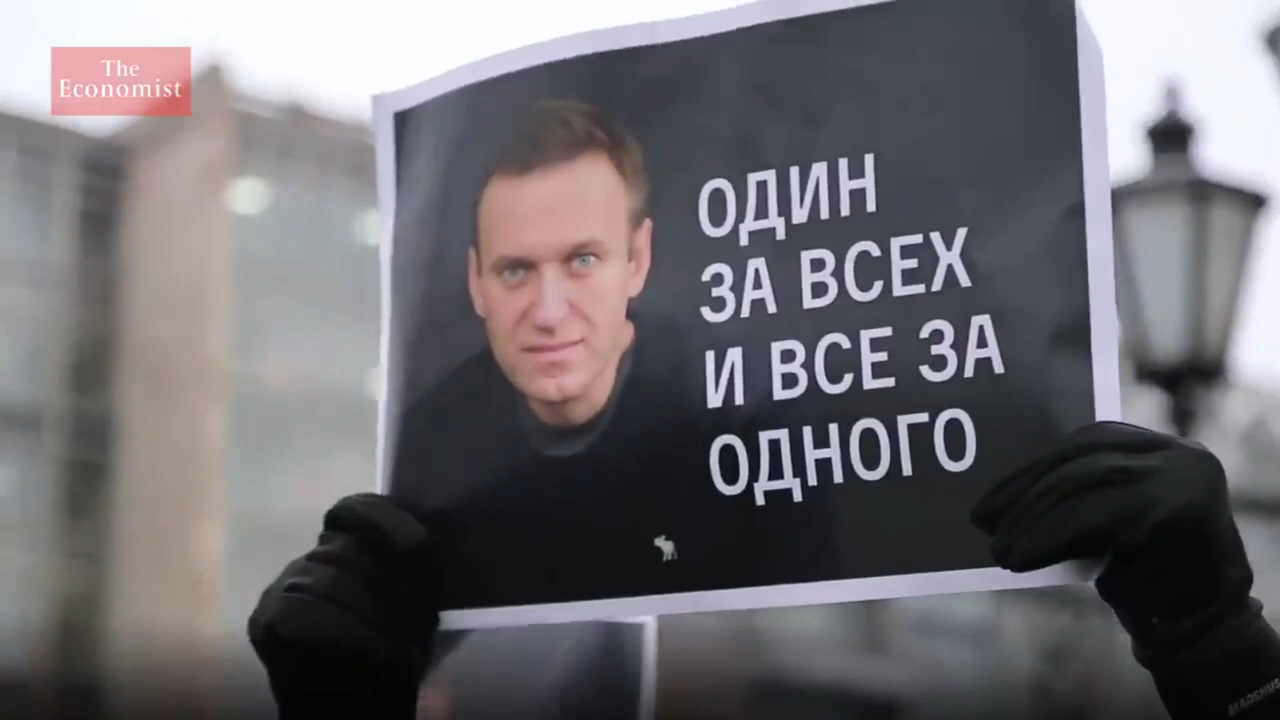 The
Economist
ОДИН
ЗА ВСЕХ
И ВСЕ ЗА
ОДНОГО